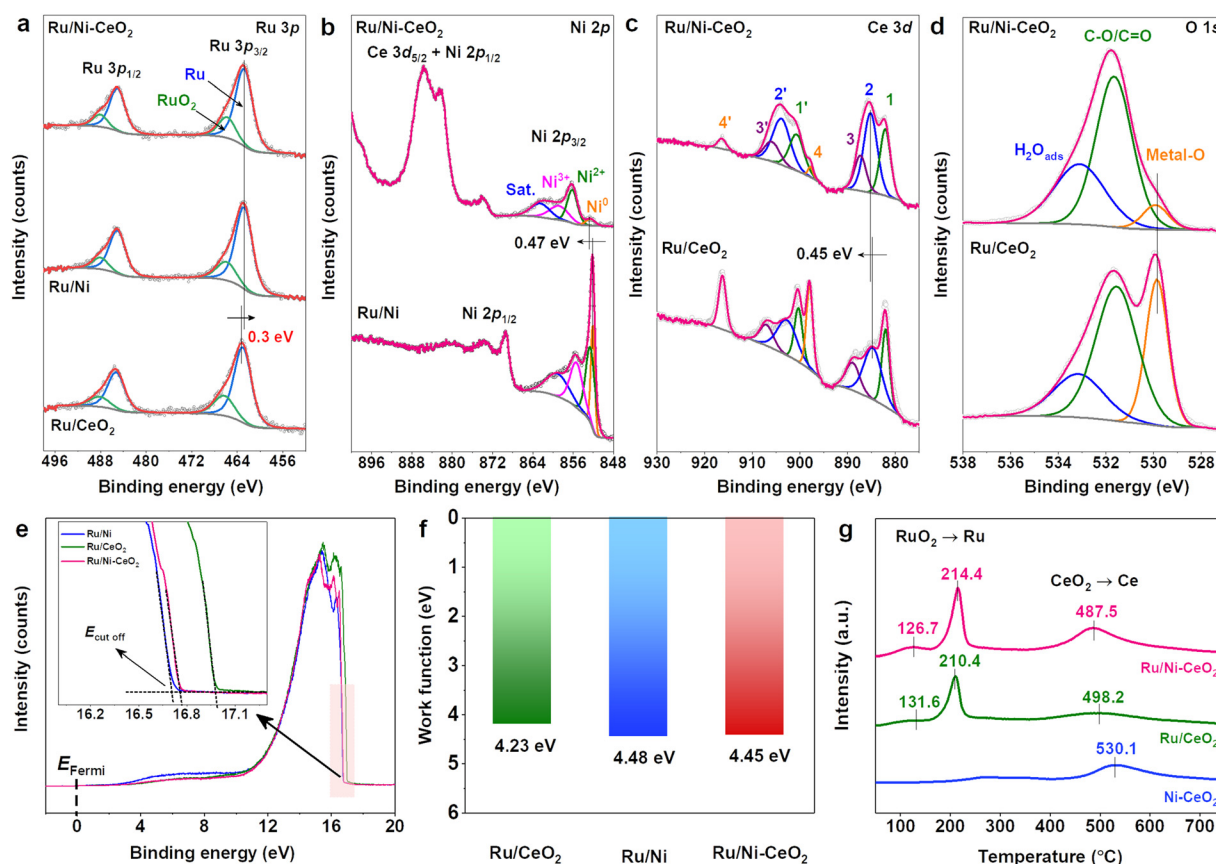 a
Ru/Ni-CeO₂
Ru 3p
Ru 3p₃/₂
Ru 3p₁/₂
Ru
RuO₂
Ru/Ni
0.3 eV
Ru/CeO₂
Intensity (counts)
496 488 480 472 464 456
Binding energy (eV)
b
Ru/Ni-CeO₂
Ni 2p
Ce 3d₅/₂ + Ni 2p₁/₂
Ni 2p₃/₂
Sat.
Ni³⁺
Ni²⁺
Ni⁰
0.47 eV
Ru/Ni
Ni 2p₁/₂
Intensity (counts)
896 888 880 872 864 856 848
Binding energy (eV)
c
Ru/Ni-CeO₂
Ce 3d
4' 3' 2' 1' 4 3 2 1
Ru/CeO₂
0.45 eV
Intensity (counts)
930 920 910 900 890 880
Binding energy (eV)
d
Ru/Ni-CeO₂
O 1s
C-O/C=O
H₂Oads
Metal-O
Ru/CeO₂
Intensity (counts)
538 536 534 532 530 528
Binding energy (eV)
e
Ru/Ni
Ru/CeO₂
Ru/Ni-CeO₂
Ecut off
16.2 16.5 16.8 17.1
EFermi
Intensity (counts)
0 4 8 12 16 20
Binding energy (eV)
f
0
1
2
3
4
5
6
Work function (eV)
4.23 eV
4.48 eV
4.45 eV
Ru/CeO₂ Ru/Ni Ru/Ni-CeO₂
g
RuO₂ → Ru
214.4
CeO₂ → Ce
126.7
487.5
Ru/Ni-CeO₂
210.4
131.6
498.2
Ru/CeO₂
530.1
Ni-CeO₂
Intensity (a.u.)
100 200 300 400 500 600 700
Temperature (°C)